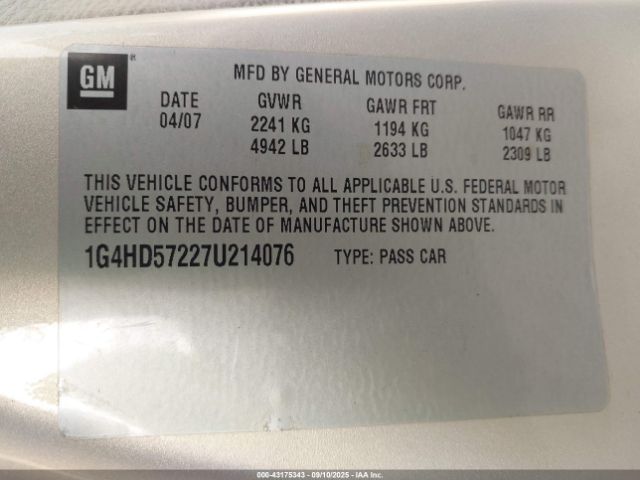 GM®
MFD BY GENERAL MOTORS CORP.
DATE GVWR GAWR FRT GAWR RR
04/07 2241 KG 1194 KG 1047 KG
4942 LB 2633 LB 2309 LB
THIS VEHICLE CONFORMS TO ALL APPLICABLE U.S. FEDERAL MOTOR
VEHICLE SAFETY, BUMPER, AND THEFT PREVENTION STANDARDS IN
EFFECT ON THE DATE OF MANUFACTURE SHOWN ABOVE.
1G4HD57227U214076 TYPE: PASS CAR
000-43175343 - 09/10/2025 - IAA Inc.